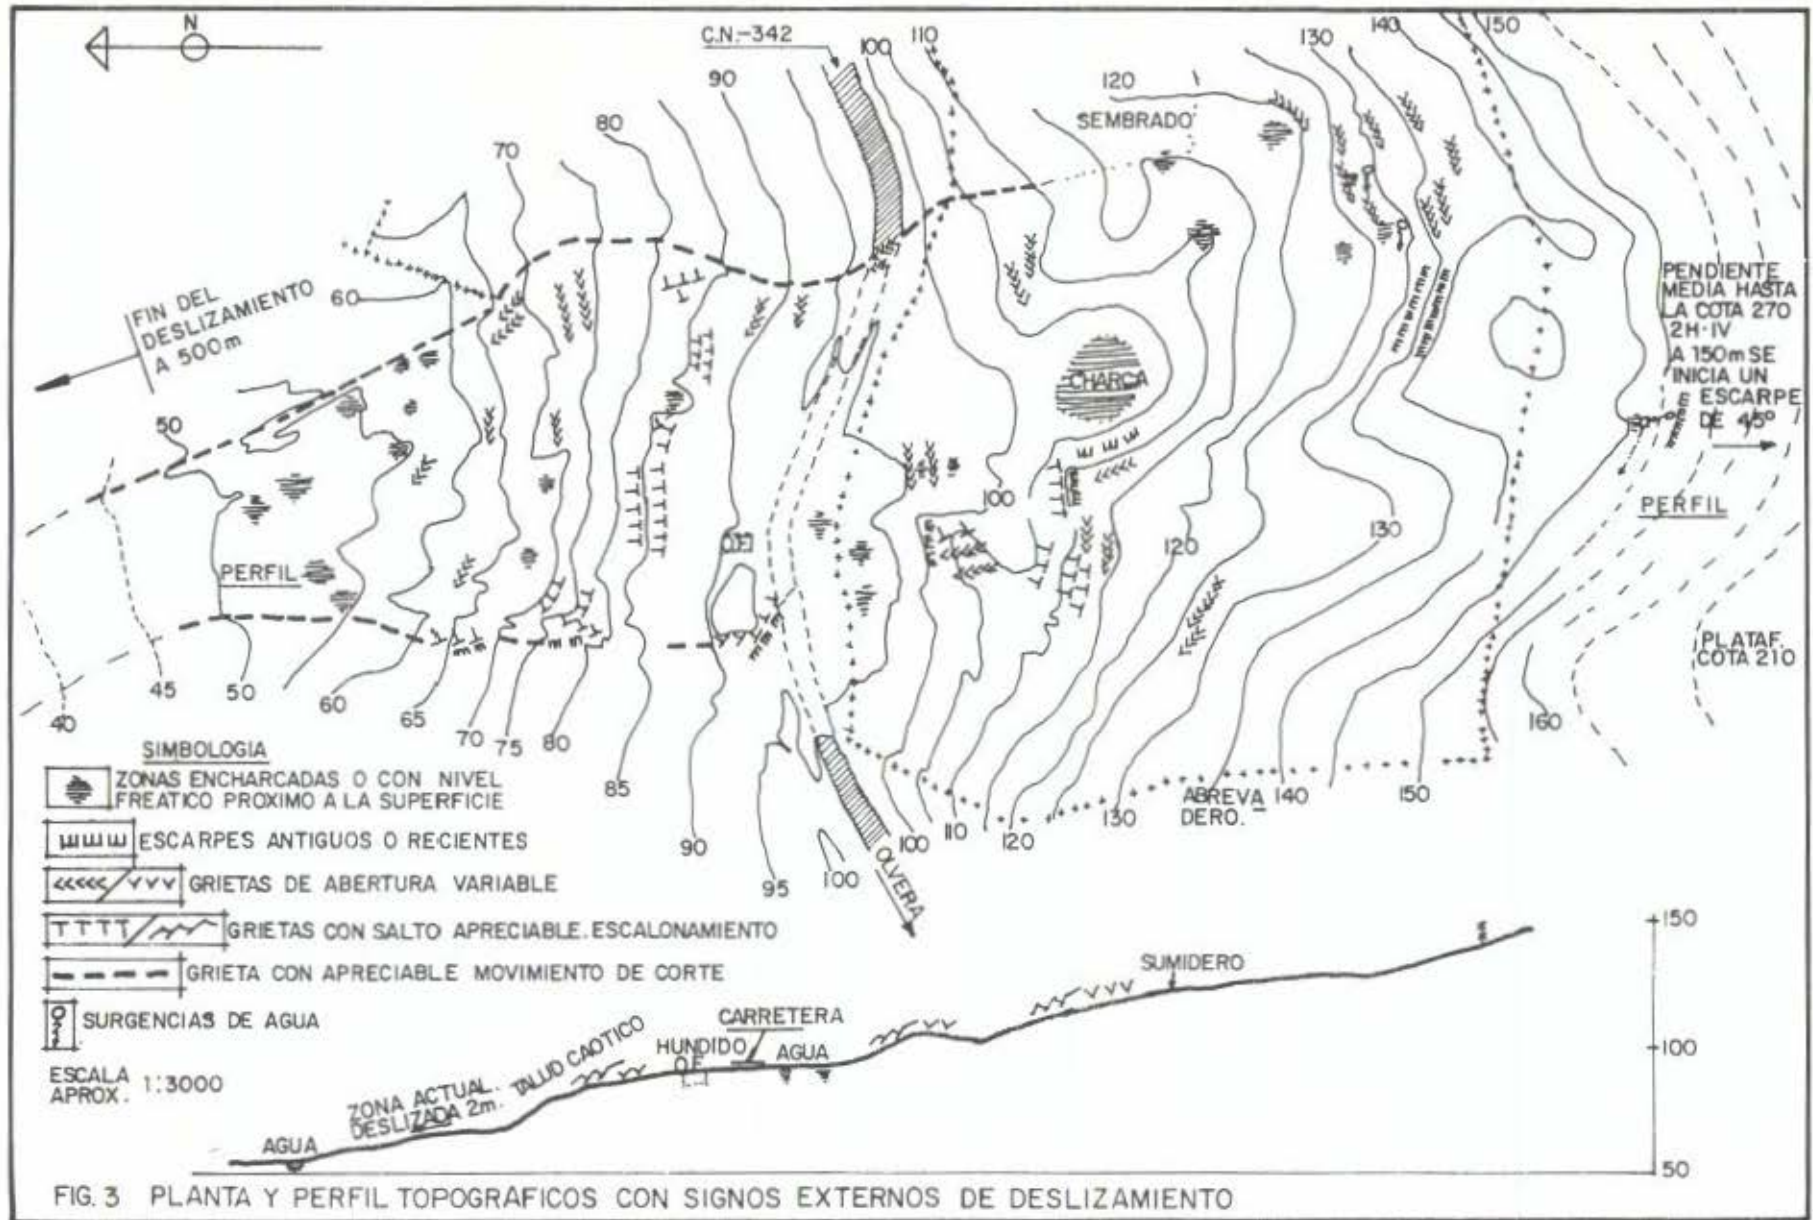 N
C.N.-342
100
110
120
130
140
150
90
80
70
60
50
SEMBRADO
FIN DEL
DESLIZAMIENTO
A 500m
CHARCA
PENDIENTE
MEDIA HASTA
LA COTA 270
2H·IV
A 150m SE
INICIA UN
ESCARPE
DE 45º
PERFIL
100
120
130
O.F.
PERFIL
PLATAF.
COTA 210
40
45
50
60
65
70
75
80
85
90
95
100
100
110
120
130
ABREVA
DERO.
140
150
160
OLVERA
SIMBOLOGIA
ZONAS ENCHARCADAS O CON NIVEL
FREATICO PROXIMO A LA SUPERFICIE
ESCARPES ANTIGUOS O RECIENTES
GRIETAS DE ABERTURA VARIABLE
GRIETAS CON SALTO APRECIABLE. ESCALONAMIENTO
GRIETA CON APRECIABLE MOVIMIENTO DE CORTE
SURGENCIAS DE AGUA
ESCALA
APROX. 1:3000
AGUA
ZONA ACTUAL.
DESLIZADA 2m.
TALUD CAOTICO
HUNDIDO
O.F.
CARRETERA
AGUA
SUMIDERO
150
100
50
FIG. 3 PLANTA Y PERFIL TOPOGRAFICOS CON SIGNOS EXTERNOS DE DESLIZAMIENTO